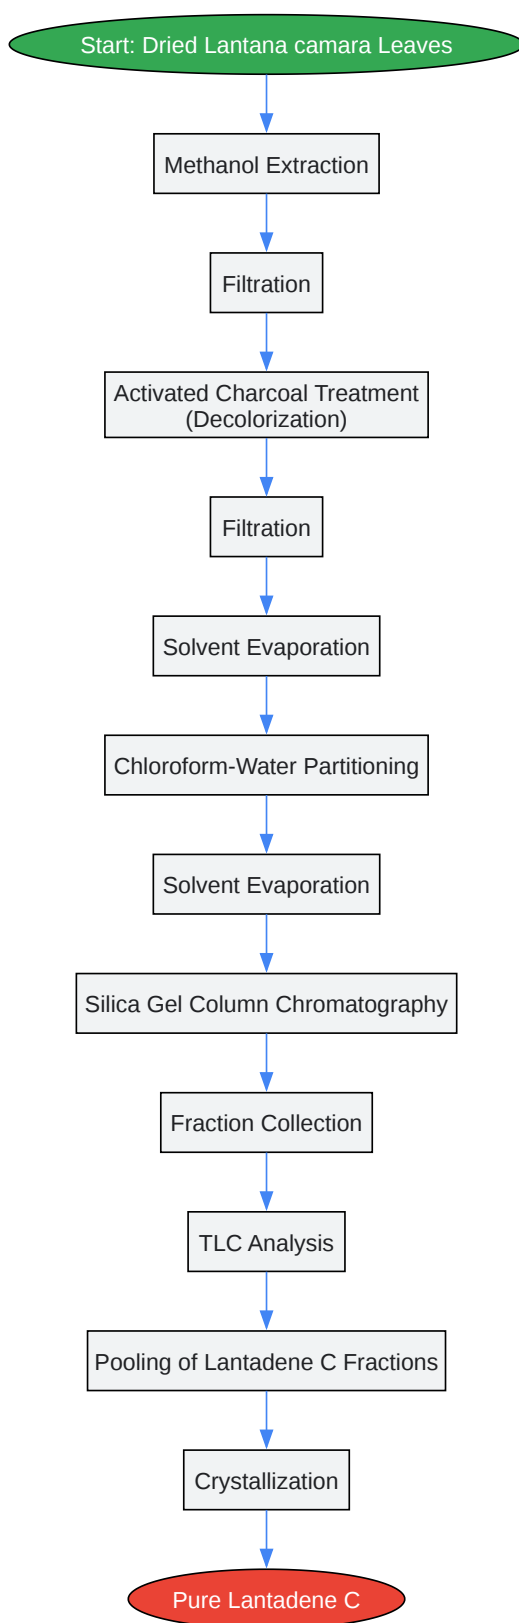 Start: Dried Lantana camara Leaves
Methanol Extraction
Filtration
Activated Charcoal Treatment
(Decolorization)
Filtration
Solvent Evaporation
Chloroform-Water Partitioning
Solvent Evaporation
Silica Gel Column Chromatography
Fraction Collection
TLC Analysis
Pooling of Lantadene C Fractions
Crystallization
Pure Lantadene C